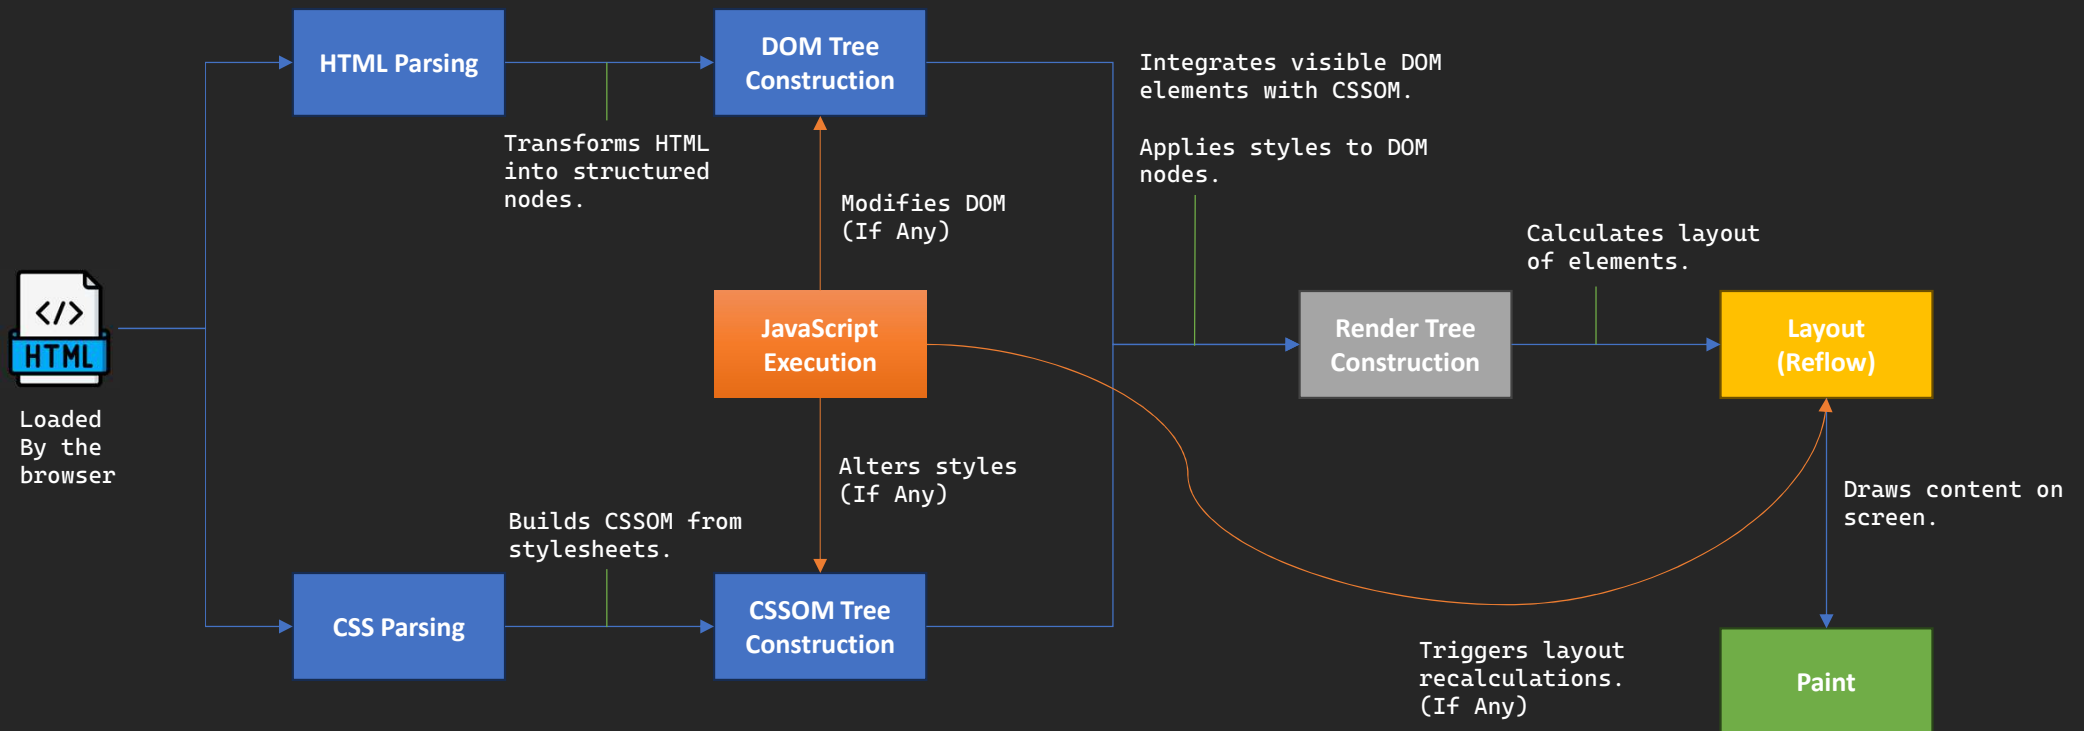 HTML Parsing
DOM Tree
Construction
Integrates visible DOM
elements with CSSOM.
Applies styles to DOM
nodes.
Transforms HTML
into structured
nodes.
Modifies DOM
(If Any)
Calculates layout
of elements.
</>
HTML
Loaded
By the
browser
JavaScript
Execution
Render Tree
Construction
Layout
(Reflow)
Alters styles
(If Any)
Draws content on
screen.
Builds CSSOM from
stylesheets.
CSS Parsing
CSSOM Tree
Construction
Triggers layout
recalculations.
(If Any)
Paint